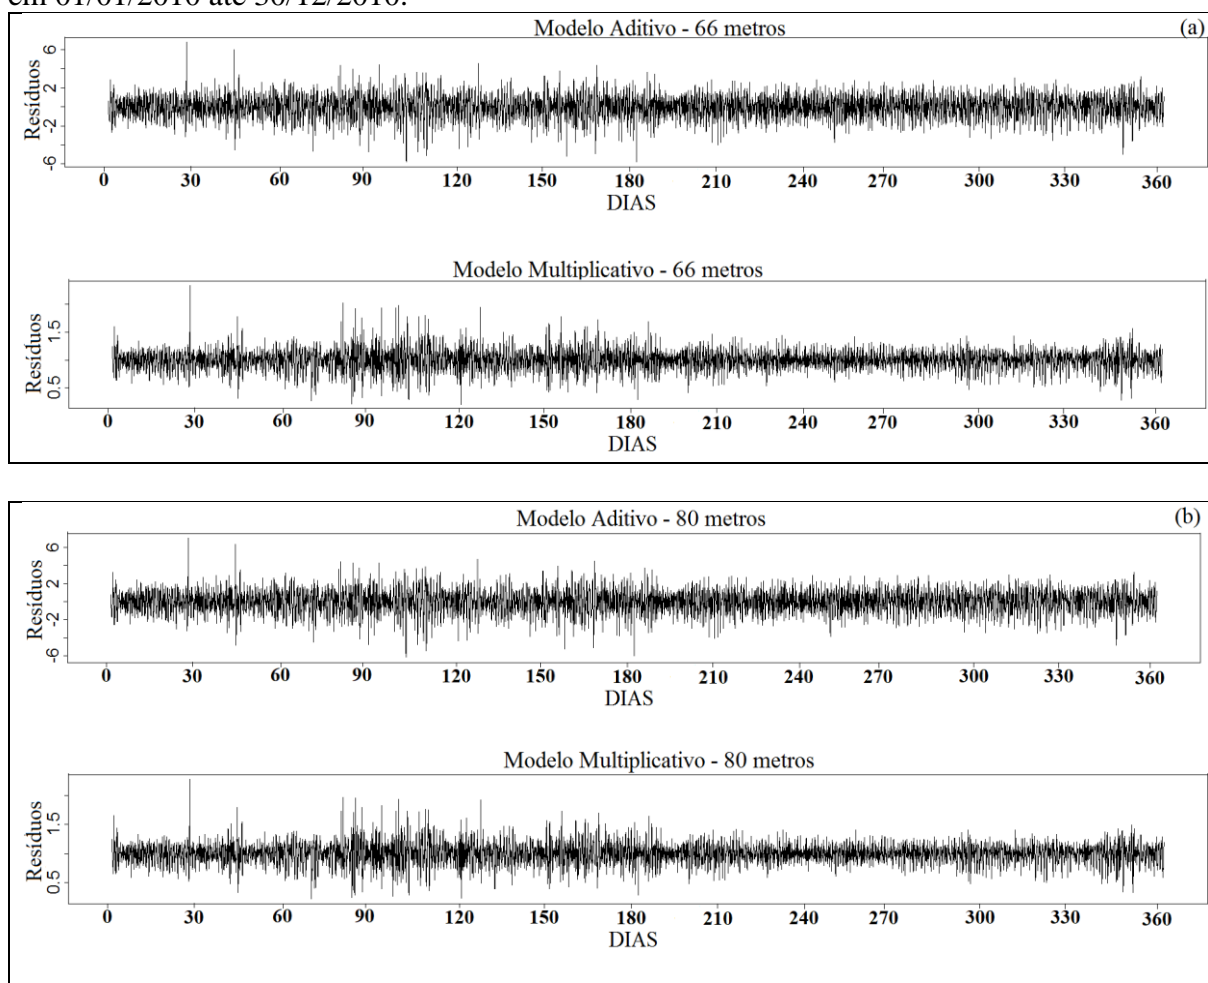 em 01/01/2010 até 30/12/2010.
Modelo Aditivo - 66 metros
(a)
Resíduos
6
2
-2
-6
0 30 60 90 120 150 180 210 240 270 300 330 360
DIAS
Modelo Multiplicativo - 66 metros
Resíduos
1.5
0.5
0 30 60 90 120 150 180 210 240 270 300 330 360
DIAS
Modelo Aditivo - 80 metros
(b)
Resíduos
6
2
-2
-6
0 30 60 90 120 150 180 210 240 270 300 330 360
DIAS
Modelo Multiplicativo - 80 metros
Resíduos
1.5
0.5
0 30 60 90 120 150 180 210 240 270 300 330 360
DIAS